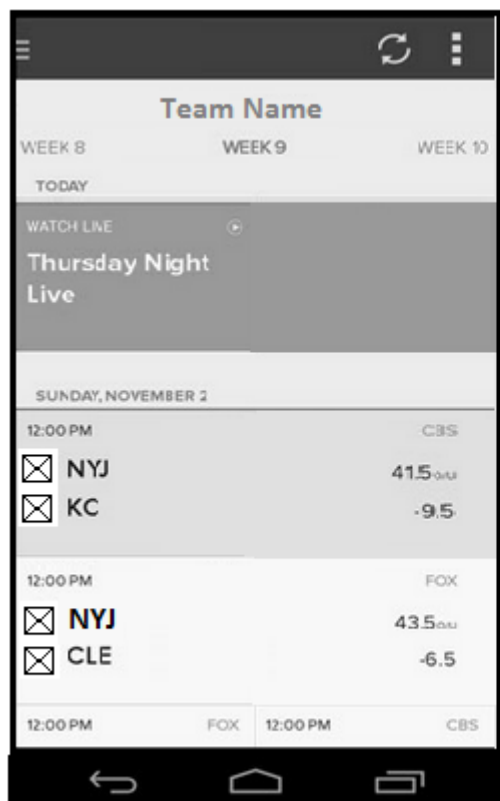 Team Name
WEEK 8 WEEK 9 WEEK 10
TODAY
WATCH LIVE
Thursday Night
Live
SUNDAY, NOVEMBER 2
12:00 PM CBS
NYJ 41.5 O/U
KC -9.5
12:00 PM FOX
NYJ 43.5 O/U
CLE -6.5
12:00 PM FOX 12:00 PM CBS